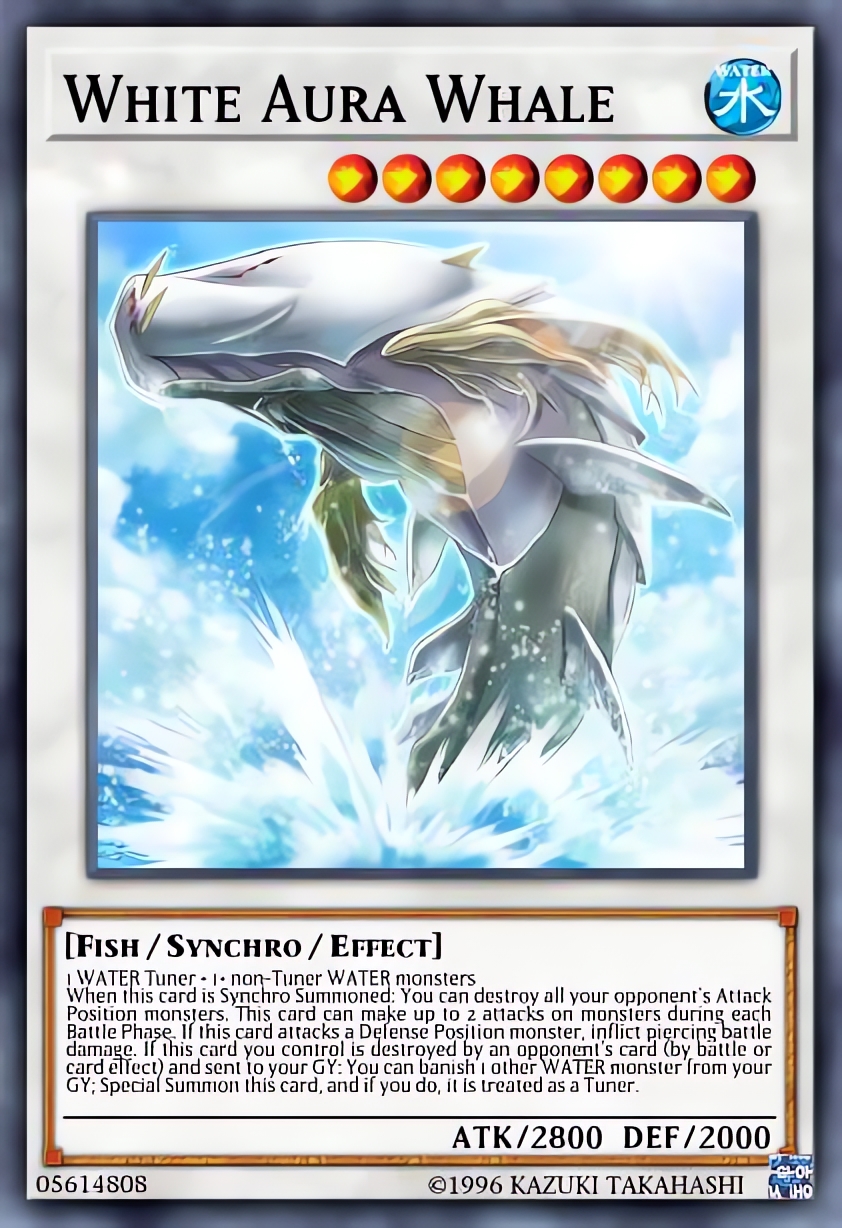 WHITE AURA WHALE
WATER
水
[FISH / SYNCHRO / EFFECT]
1 WATER Tuner + 1+ non-Tuner WATER monsters
When this card is Synchro Summoned: You can destroy all your opponent's Attack
Position monsters. This card can make up to 2 attacks on monsters during each
Battle Phase. If this card attacks a Defense Position monster, inflict piercing battle
damage. If this card you control is destroyed by an opponent's card (by battle or
card effect) and sent to your GY: You can banish 1 other WATER monster from your
GY; Special Summon this card, and if you do, it is treated as a Tuner.
ATK/2800 DEF/2000
05614808
©1996 KAZUKI TAKAHASHI